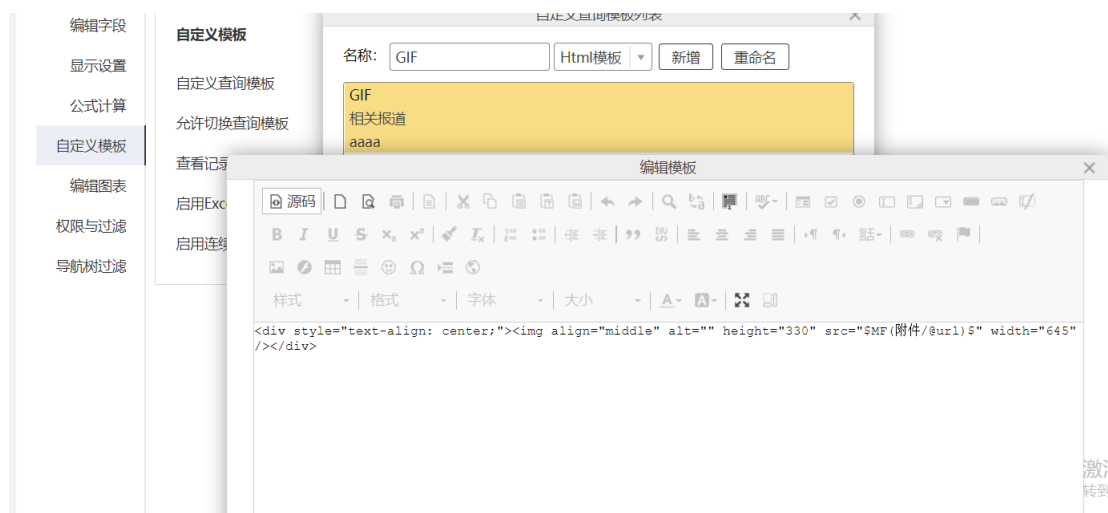 编辑字段
显示设置
公式计算
自定义模板
编辑图表
权限与过滤
导航树过滤
自定义模板
自定义查询模板
允许切换查询模板
查看记录
启用Exc
启用连续
自定义查询模板列表
名称: GIF Html模板 新增 重命名
GIF
相关报道
aaaa
编辑模板
源码
样式 格式 字体 大小
<div style="text-align: center;"><img align="middle" alt="" height="330" src="$MF(附件/@url)$" width="645"
/></div>
激活
转到